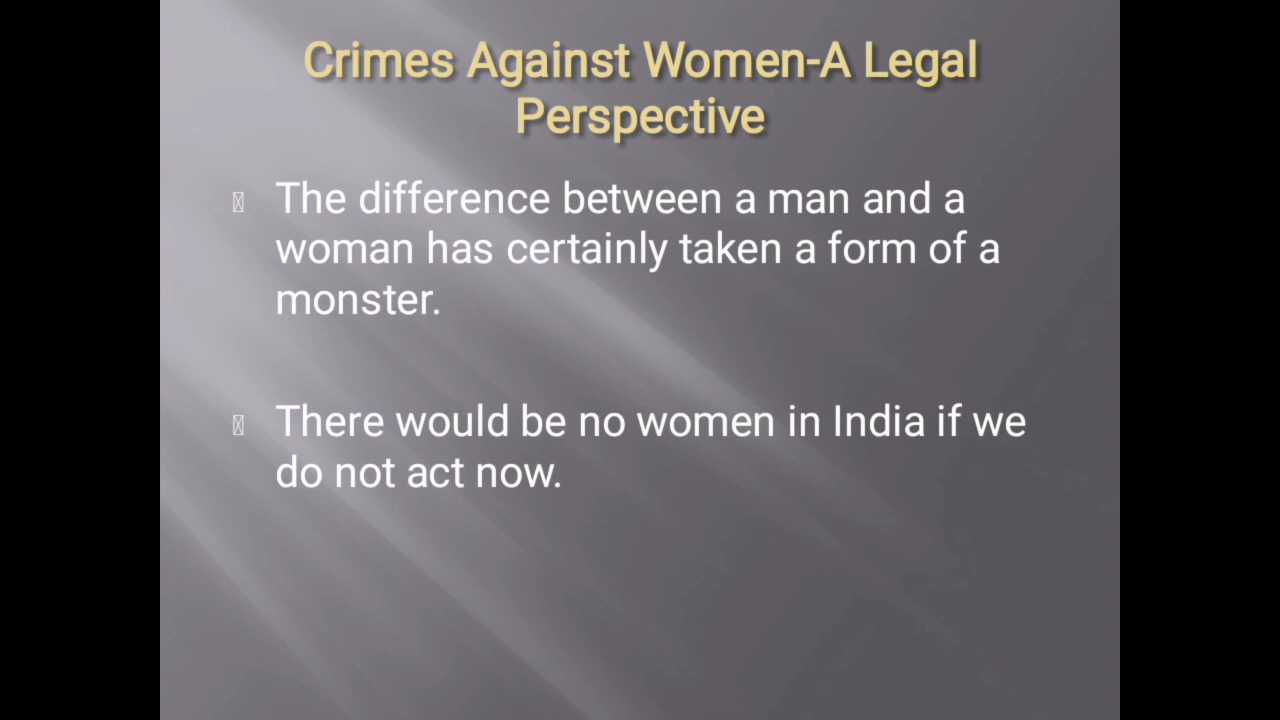 Crimes Against Women-A Legal
Perspective
The difference between a man and a
woman has certainly taken a form of a
monster.
There would be no women in India if we
do not act now.